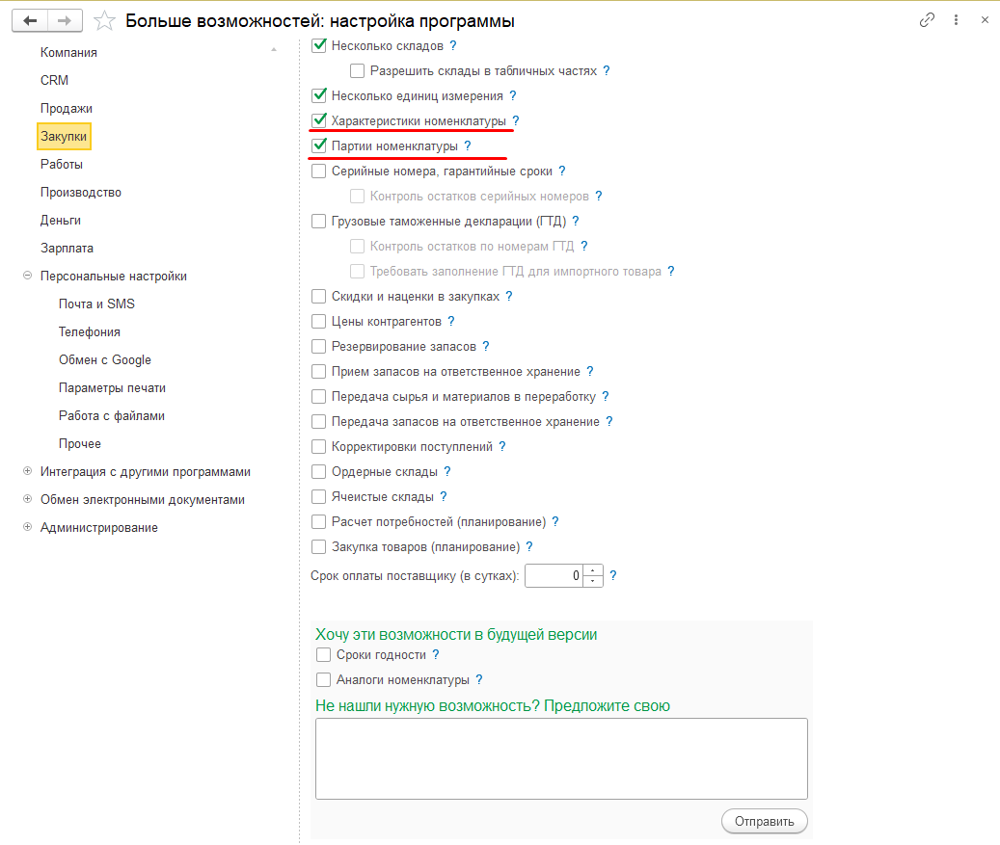 Больше возможностей: настройка программы
Компания
CRM
Продажи
Закупки
Работы
Производство
Деньги
Зарплата
Персональные настройки
Почта и SMS
Телефония
Обмен с Google
Параметры печати
Работа с файлами
Прочее
Интеграция с другими программами
Обмен электронными документами
Администрирование
Несколько складов ?
Разрешить склады в табличных частях ?
Несколько единиц измерения ?
Характеристики номенклатуры ?
Партии номенклатуры ?
Серийные номера, гарантийные сроки ?
Контроль остатков серийных номеров ?
Грузовые таможенные декларации (ГТД) ?
Контроль остатков по номерам ГТД ?
Требовать заполнение ГТД для импортного товара ?
Скидки и наценки в закупках ?
Цены контрагентов ?
Резервирование запасов ?
Прием запасов на ответственное хранение ?
Передача сырья и материалов в переработку ?
Передача запасов на ответственное хранение ?
Корректировки поступлений ?
Ордерные склады ?
Ячеистые склады ?
Расчет потребностей (планирование) ?
Закупка товаров (планирование) ?
Срок оплаты поставщику (в сутках): 0 ?
Хочу эти возможности в будущей версии
Сроки годности ?
Аналоги номенклатуры ?
Не нашли нужную возможность? Предложите свою
Отправить